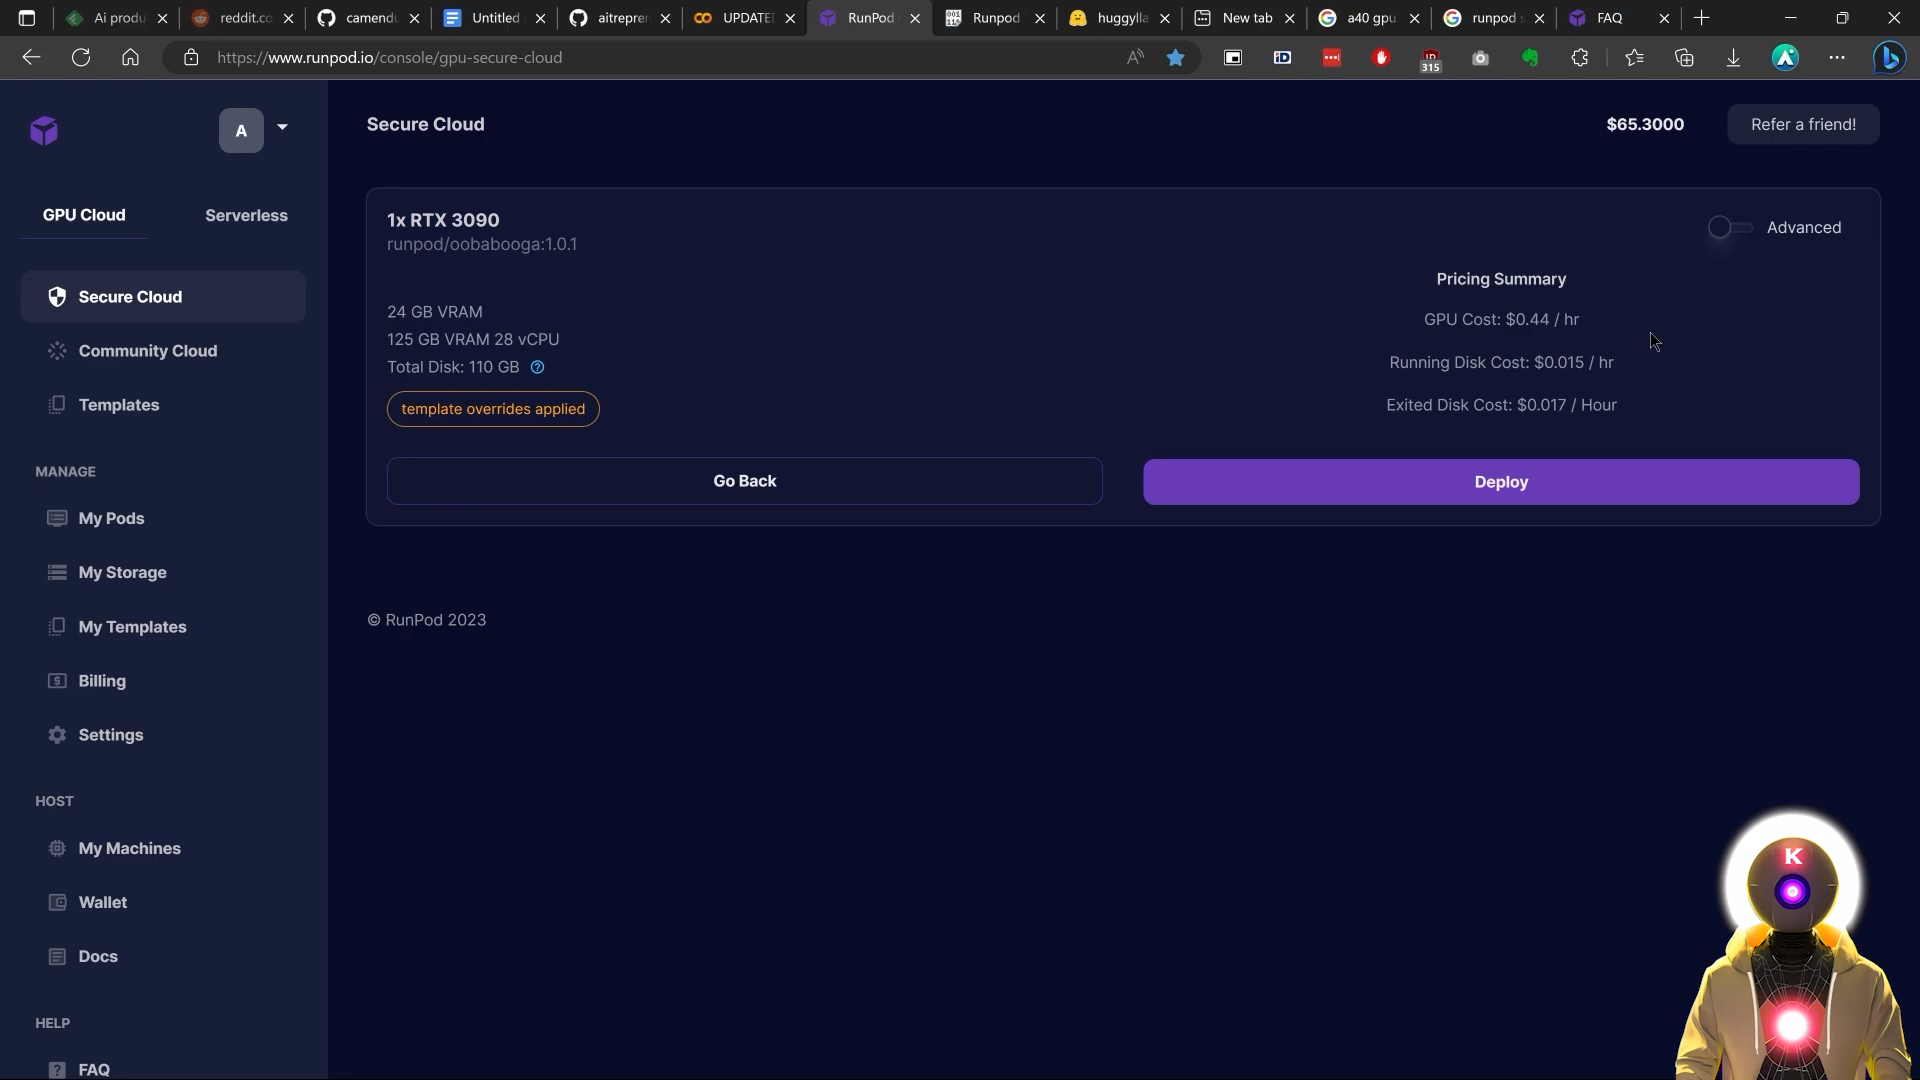 Ai produ
reddit.co
camendu
Untitled
aitrepren
UPDATE
RunPod
Runpod
huggylla
New tab
a40 gpu
runpod s
FAQ
https://www.runpod.io/console/gpu-secure-cloud
315
A
Secure Cloud
$65.3000
Refer a friend!
GPU Cloud
Serverless
Secure Cloud
Community Cloud
Templates
MANAGE
My Pods
My Storage
My Templates
Billing
Settings
HOST
My Machines
Wallet
Docs
HELP
FAQ
1x RTX 3090
runpod/oobabooga:1.0.1
Advanced
24 GB VRAM
125 GB VRAM 28 vCPU
Total Disk: 110 GB
template overrides applied
Pricing Summary
GPU Cost: $0.44 / hr
Running Disk Cost: $0.015 / hr
Exited Disk Cost: $0.017 / Hour
Go Back
Deploy
© RunPod 2023
K